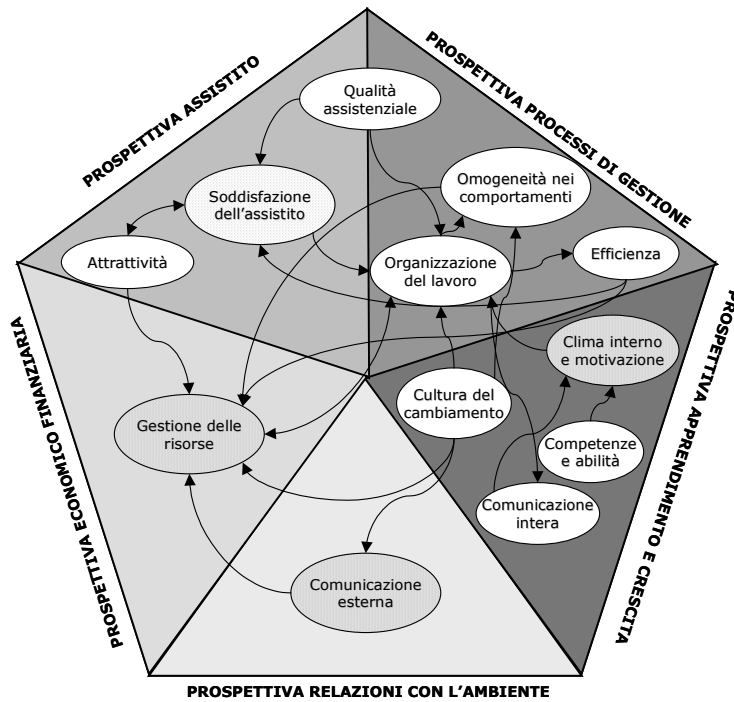 PROSPETTIVA ASSISTITO
PROSPETTIVA PROCESSI DI GESTIONE
Qualità
assistenziale
Omogeneità nei
comportamenti
Soddisfazione
dell'assistito
Attrattività
Organizzazione
del lavoro
Efficienza
Clima interno
e motivazione
Cultura del
cambiamento
Gestione delle
risorse
Competenze
e abilità
Comunicazione
intera
Comunicazione
esterna
PROSPETTIVA ECONOMICO FINANZIARIA
PROSPETTIVA APPRENDIMENTO E CRESCITA
PROSPETTIVA RELAZIONI CON L'AMBIENTE